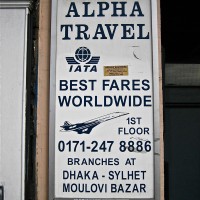 ALPHA
TRAVEL
IATA
BEST FARES
WORLDWIDE
1ST
FLOOR
0171-247 8886
BRANCHES AT
DHAKA - SYLHET
MOULOVI BAZAR